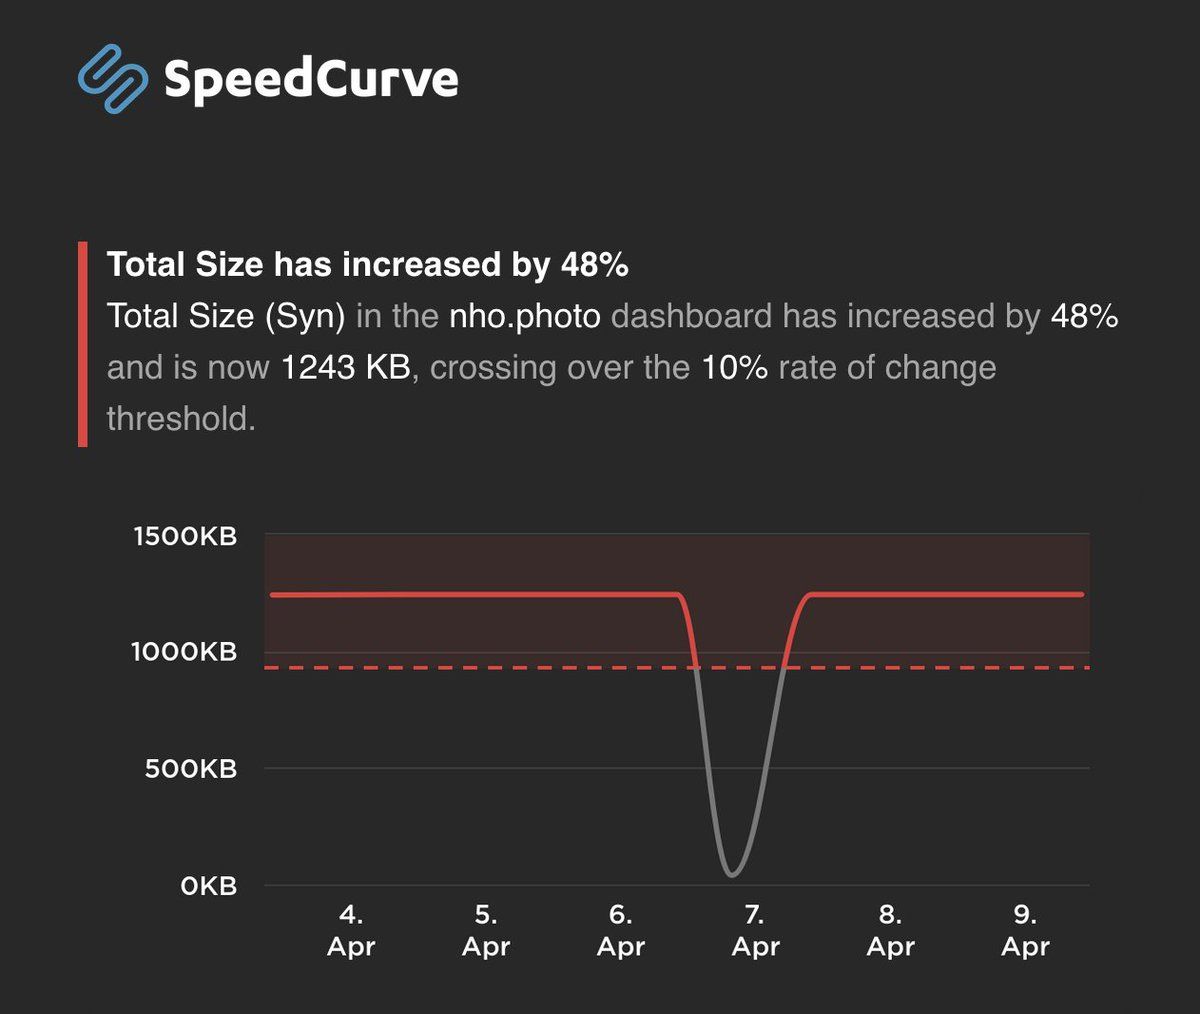 SpeedCurve
Total Size has increased by 48%
Total Size (Syn) in the nho.photo dashboard has increased by 48%
and is now 1243 KB, crossing over the 10% rate of change
threshold.
1500KB
1000KB
500KB
0KB
4. Apr
5. Apr
6. Apr
7. Apr
8. Apr
9. Apr